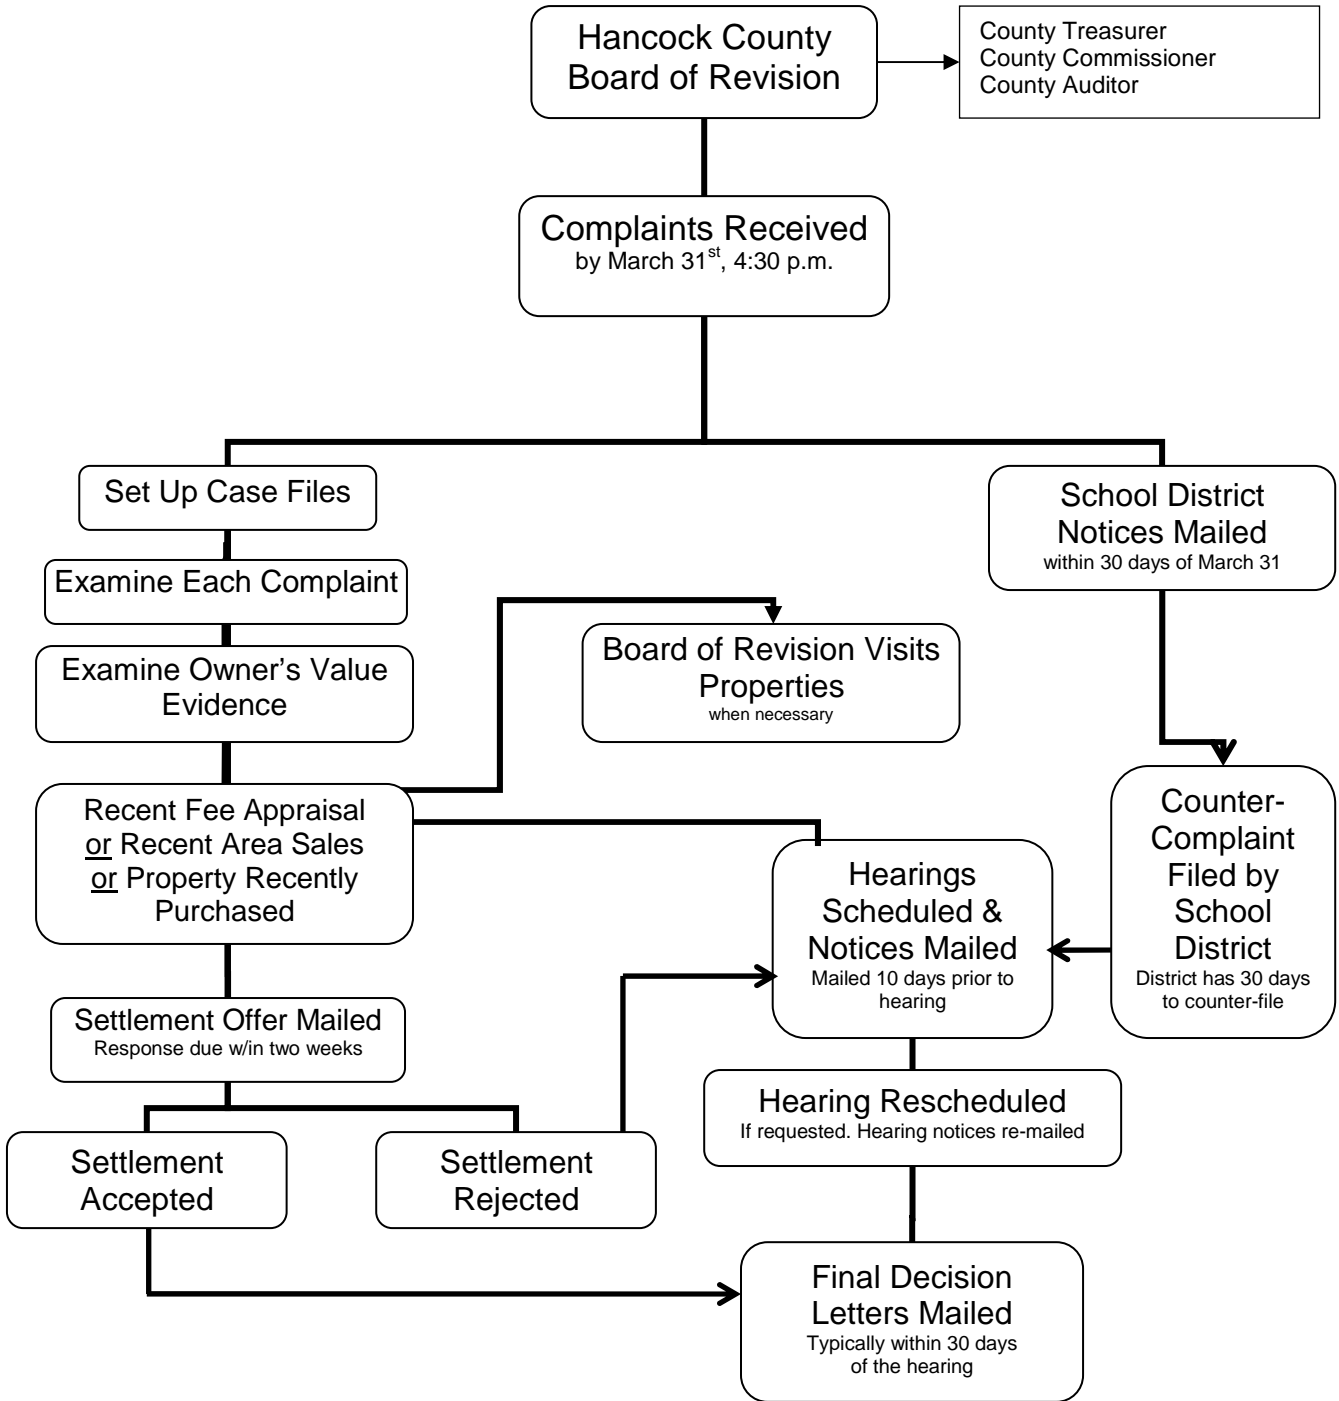 Hancock County
Board of Revision
County Treasurer
County Commissioner
County Auditor
Complaints Received
by March 31st, 4:30 p.m.
Set Up Case Files
School District
Notices Mailed
within 30 days of March 31
Examine Each Complaint
Examine Owner's Value
Evidence
Board of Revision Visits
Properties
when necessary
Recent Fee Appraisal
or Recent Area Sales
or Property Recently
Purchased
Counter-
Complaint
Filed by
School
District
District has 30 days
to counter-file
Hearings
Scheduled &
Notices Mailed
Mailed 10 days prior to
hearing
Settlement Offer Mailed
Response due w/in two weeks
Hearing Rescheduled
If requested. Hearing notices re-mailed
Settlement
Accepted
Settlement
Rejected
Final Decision
Letters Mailed
Typically within 30 days
of the hearing